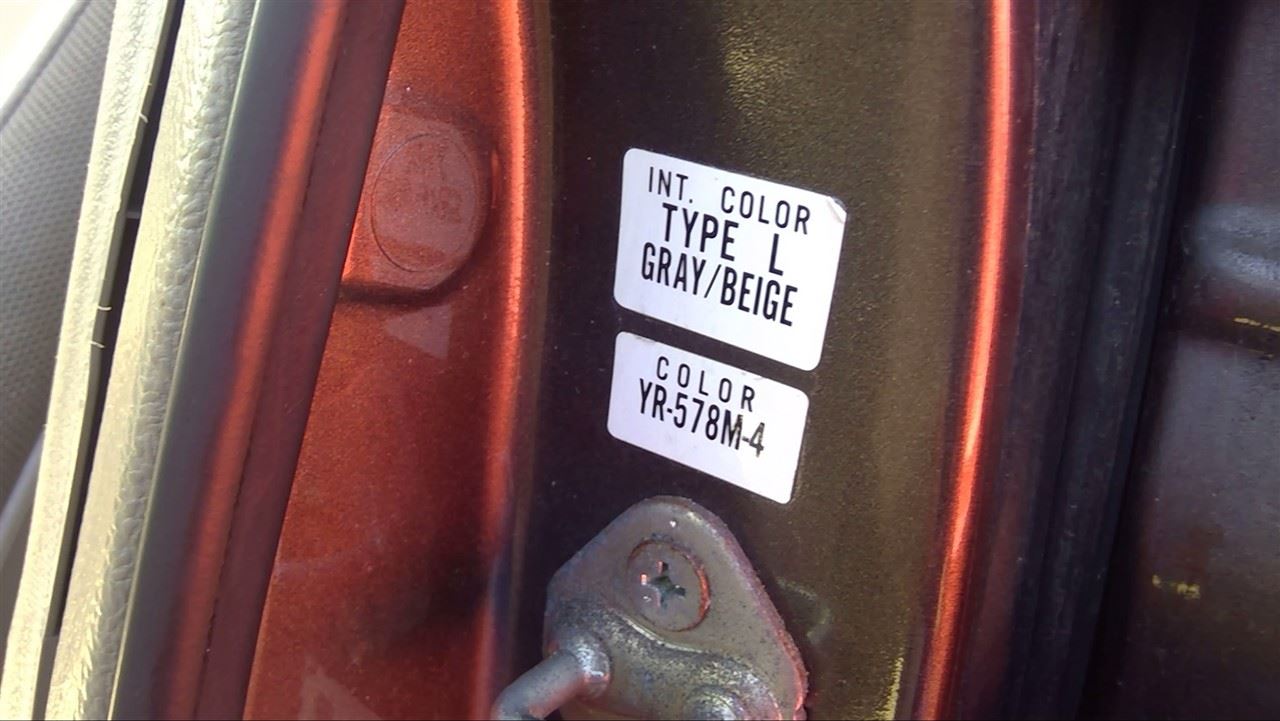 INT. COLOR
TYPE L
GRAY/BEIGE
COLOR
YR-578M-4